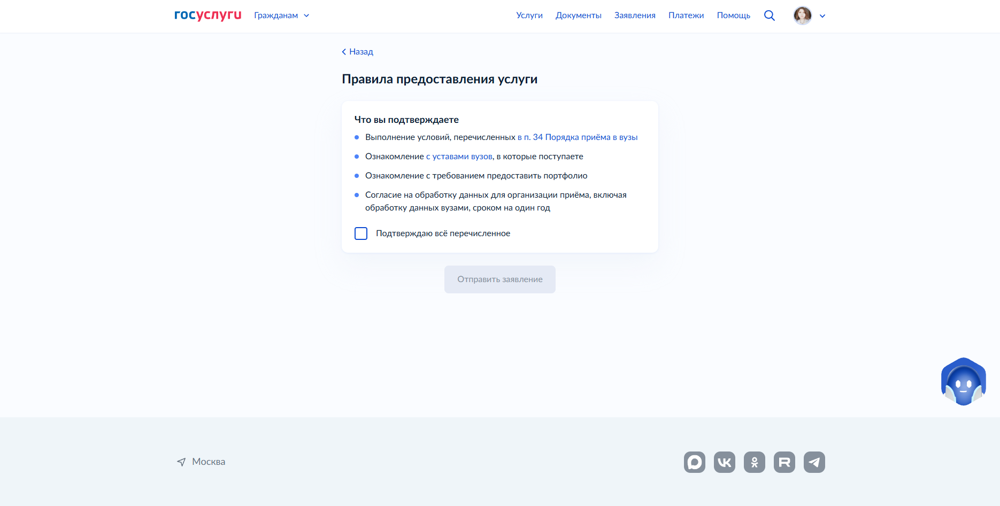 госуслуги Гражданам Услуги Документы Заявления Платежи Помощь
Назад
Правила предоставления услуги
Что вы подтверждаете
Выполнение условий, перечисленных в п. 34 Порядка приёма в вузы
Ознакомление с уставами вузов, в которые поступаете
Ознакомление с требованием предоставить портфолио
Согласие на обработку данных для организации приёма, включая
обработку данных вузами, сроком на один год
Подтверждаю всё перечисленное
Отправить заявление
Москва